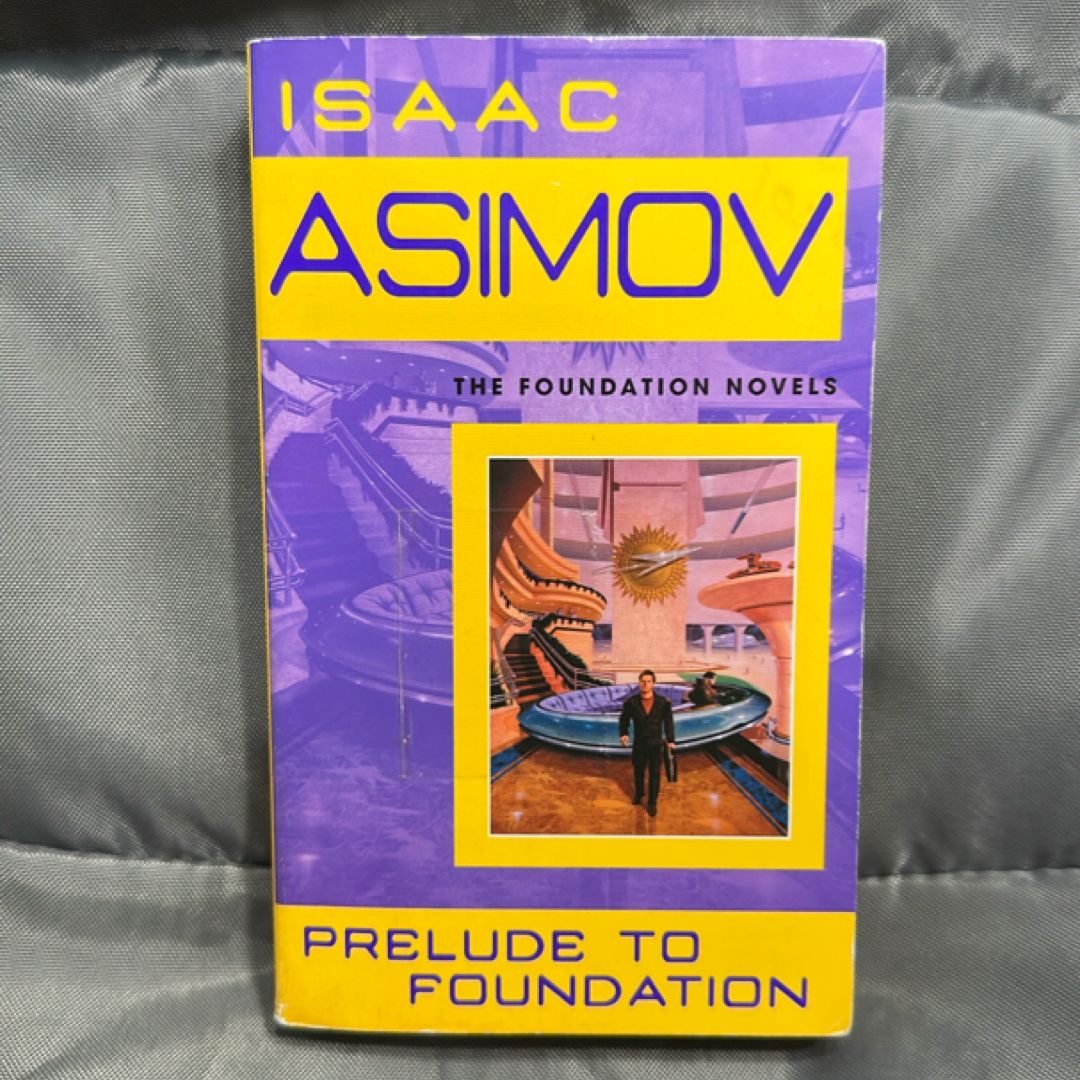 ISAAC
ASIMOV
THE FOUNDATION NOVELS
PRELUDE TO
FOUNDATION